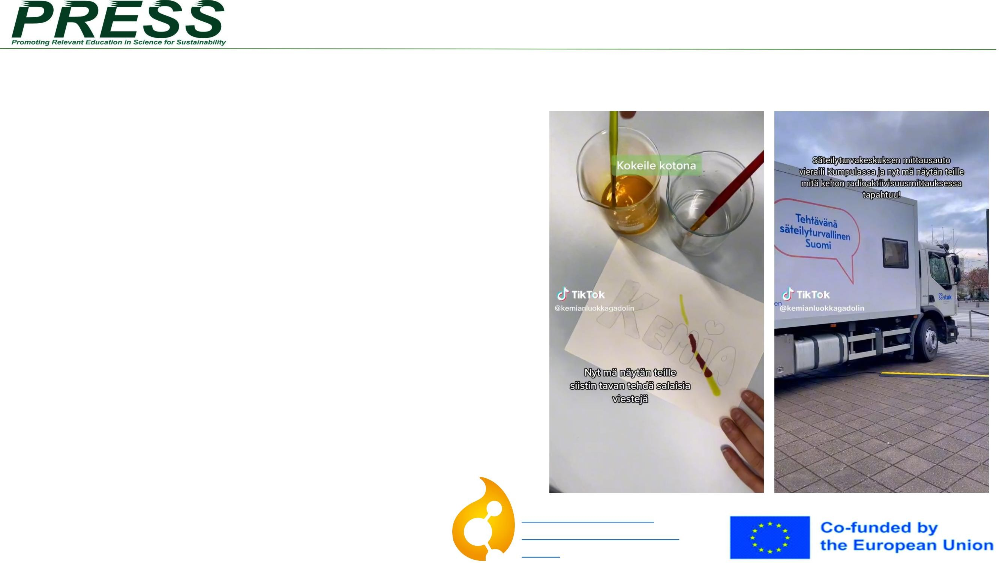 PRESS
Promoting Relevant Education in Science for Sustainability
Kokeile kotona
TikTok
@kemianluokkagadolin
KEMIA
Nyt mä näytän teille
siistin tavan tehdä salaisia
viestejä
Säteilyturvakeskuksen mittausauto
vieraili Kumpulassa ja nyt mä näytän teille
mitä kehon radioaktiivisuusmittauksessa
tapahtuu!
Tehtävänä
säteilyturvallinen
Suomi
stuk
TikTok
en
@kemianluokkagadolin
Co-funded by
the European Union